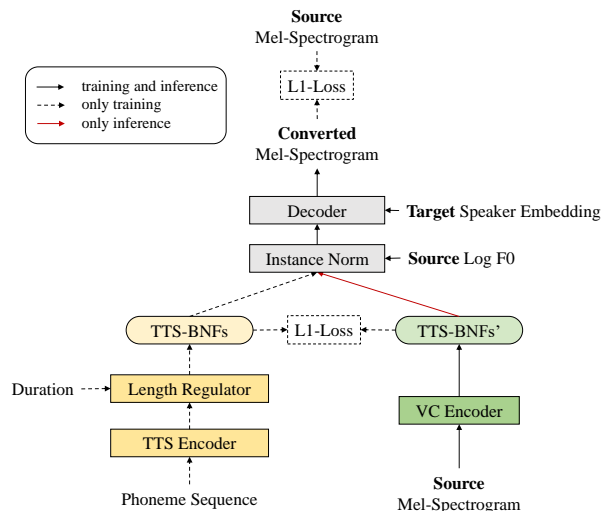 Source
Mel-Spectrogram
training and inference
only training
only inference
L1-Loss
Converted
Mel-Spectrogram
Decoder
Target Speaker Embedding
Instance Norm
Source Log F0
TTS-BNFs
L1-Loss
TTS-BNFs’
Duration
Length Regulator
VC Encoder
TTS Encoder
Phoneme Sequence
Source
Mel-Spectrogram